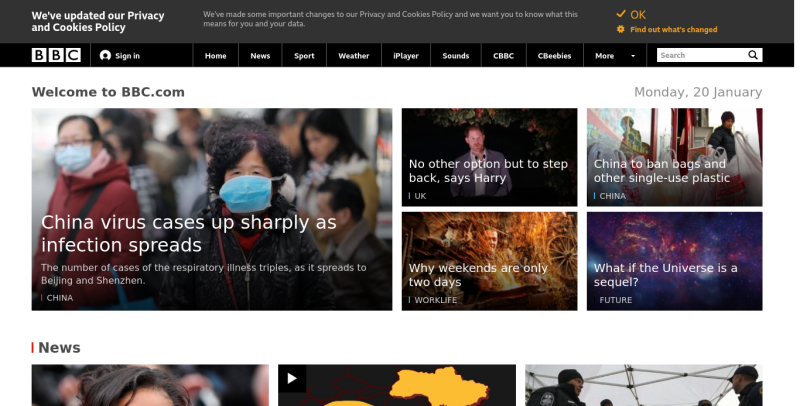 We've updated our Privacy
and Cookies Policy
We've made some important changes to our Privacy and Cookies Policy and we want you to know what this
means for you and your data.
OK
Find out what's changed
BBC
Sign in
Home
News
Sport
Weather
iPlayer
Sounds
CBBC
CBeebies
More
Search
Welcome to BBC.com
Monday, 20 January
China virus cases up sharply as
infection spreads
The number of cases of the respiratory illness triples, as it spreads to
Beijing and Shenzhen.
CHINA
No other option but to step
back, says Harry
UK
China to ban bags and
other single-use plastic
CHINA
Why weekends are only
two days
WORKLIFE
What if the Universe is a
sequel?
FUTURE
News